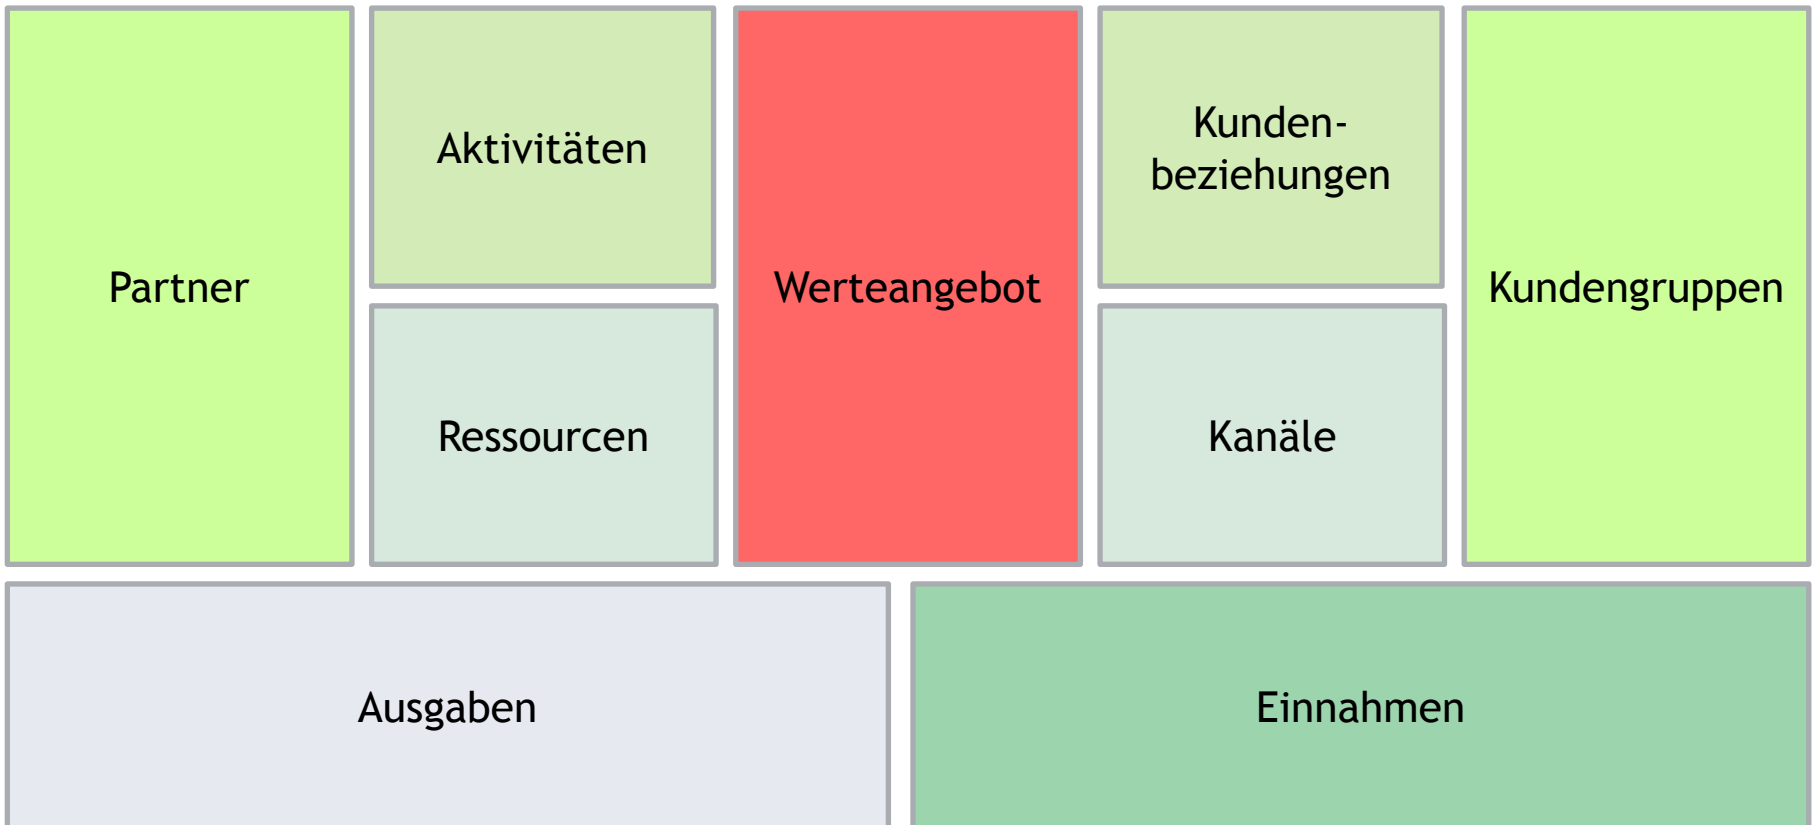 Partner
Aktivitäten
Ressourcen
Werteangebot
Kunden-
beziehungen
Kanäle
Kundengruppen
Ausgaben
Einnahmen